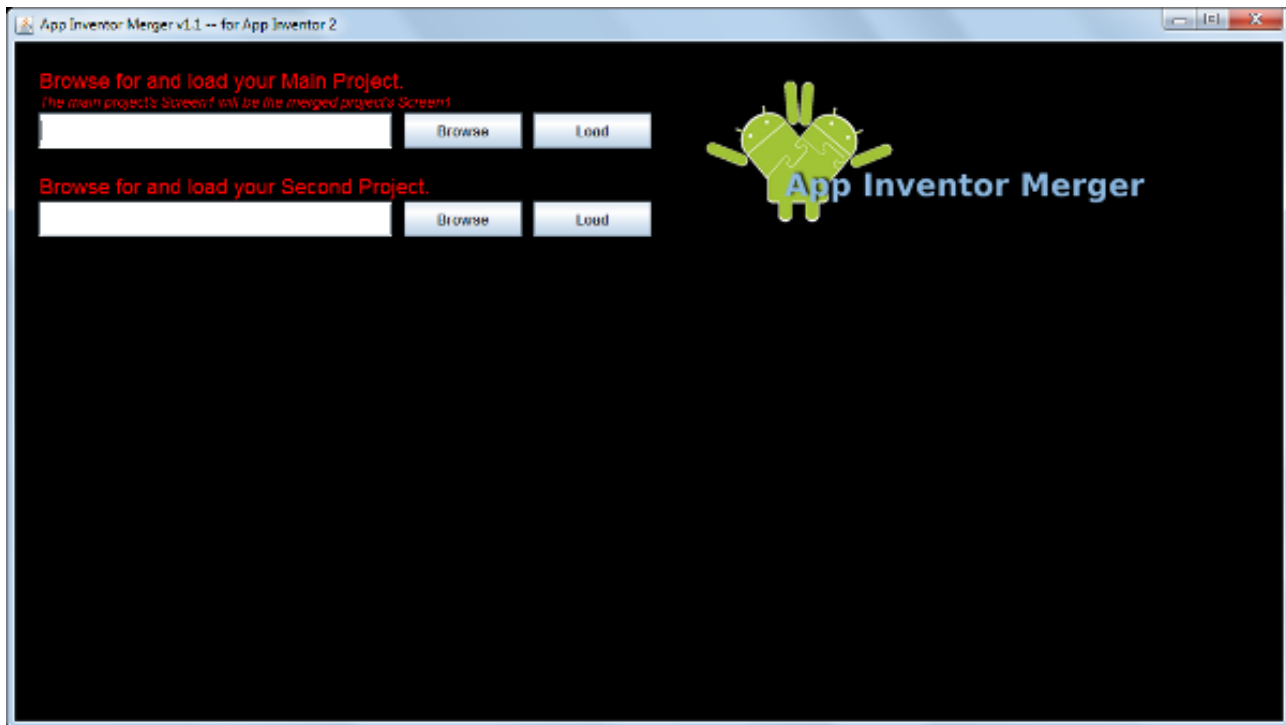 App Inventor Merger v1.1 -- for App Inventor 2
Browse for and load your Main Project.
The main project's Screen1 will be the merged project's Screen1
Browse Load
Browse for and load your Second Project.
Browse Load
App Inventor Merger